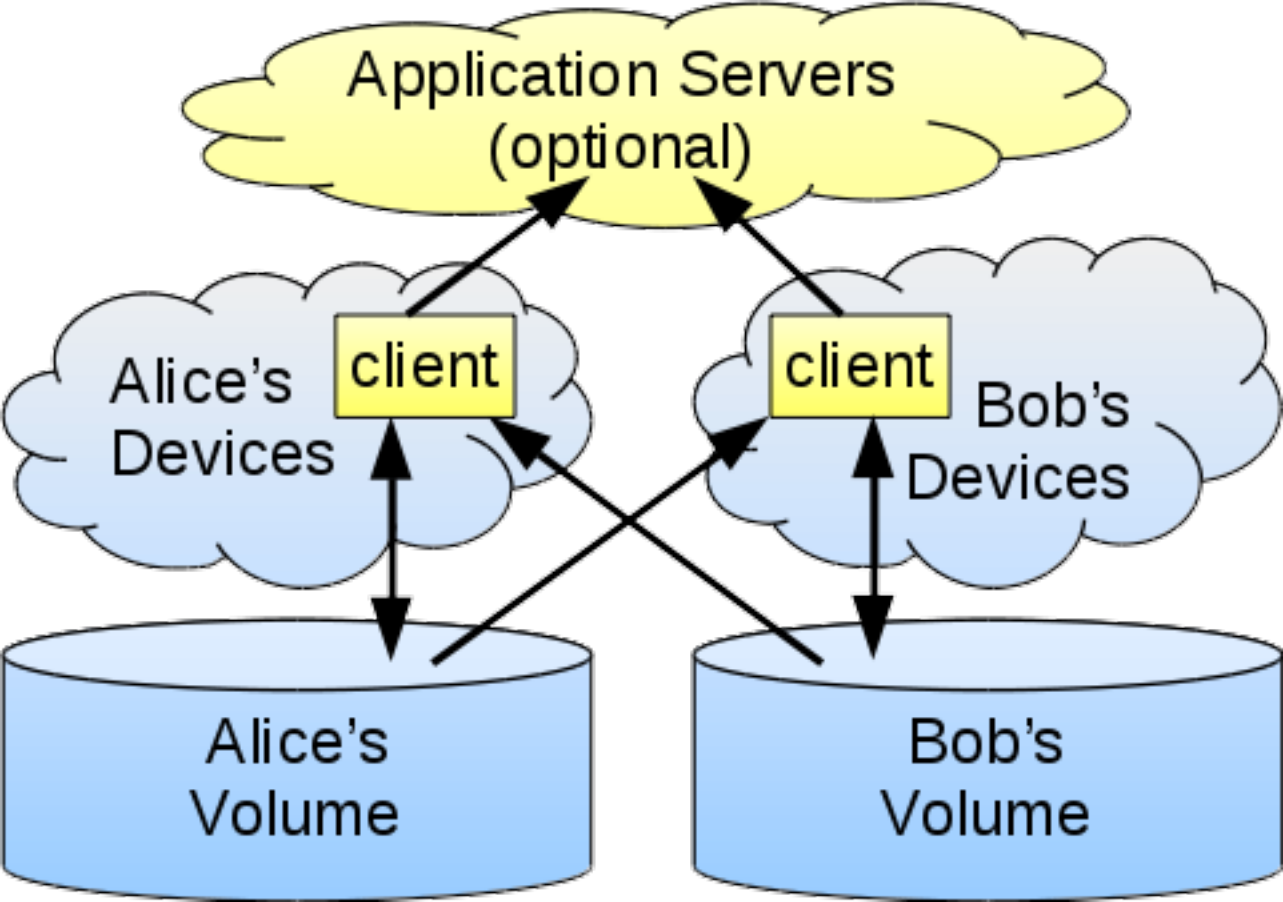 Application Servers
(optional)
Alice’s
Devices
client
client
Bob’s
Devices
Alice’s
Volume
Bob’s
Volume